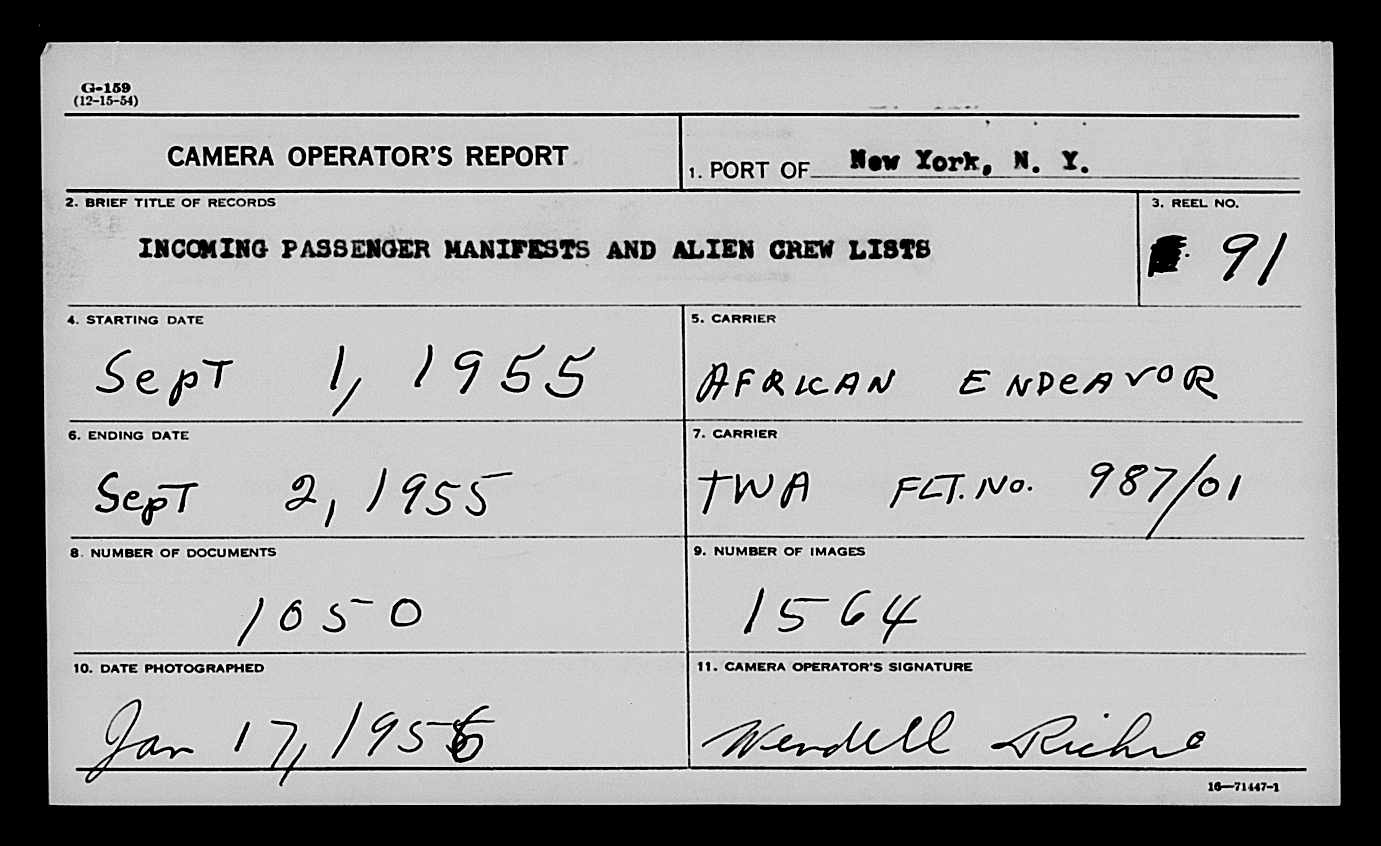 G-159
(12-15-54)
CAMERA OPERATOR'S REPORT
1. PORT OF New York, N. Y.
2. BRIEF TITLE OF RECORDS
INCOMING PASSENGER MANIFESTS AND ALIEN CREW LISTS
3. REEL NO.
91
4. STARTING DATE
Sept 1, 1955
5. CARRIER
AFRICAN ENDEAVOR
6. ENDING DATE
Sept 2, 1955
7. CARRIER
TWA FLT. No. 987/01
8. NUMBER OF DOCUMENTS
1050
9. NUMBER OF IMAGES
1564
10. DATE PHOTOGRAPHED
Jan 17, 1956
11. CAMERA OPERATOR'S SIGNATURE
Wendell
16—71447-1